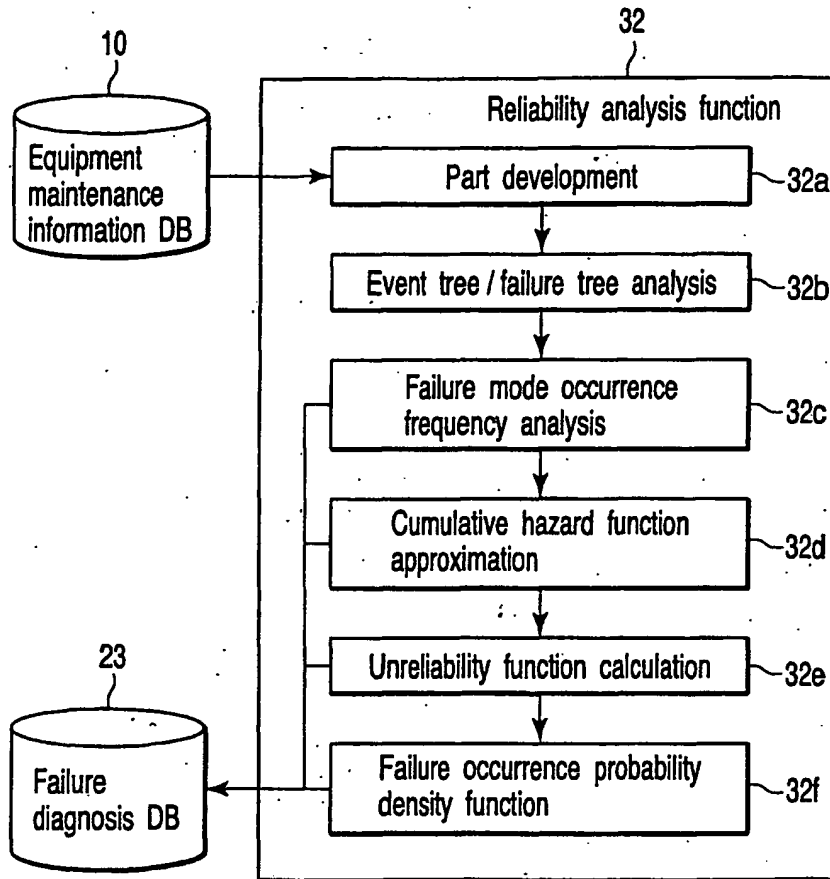 32
10
Reliability analysis function
Equipment
maintenance
information DB
Part development
32a
Event tree / failure tree analysis
32b
Failure mode occurrence
frequency analysis
32c
Cumulative hazard function
approximation
32d
23
Unreliability function calculation
32e
Failure
diagnosis DB
Failure occurrence probability
density function
32f